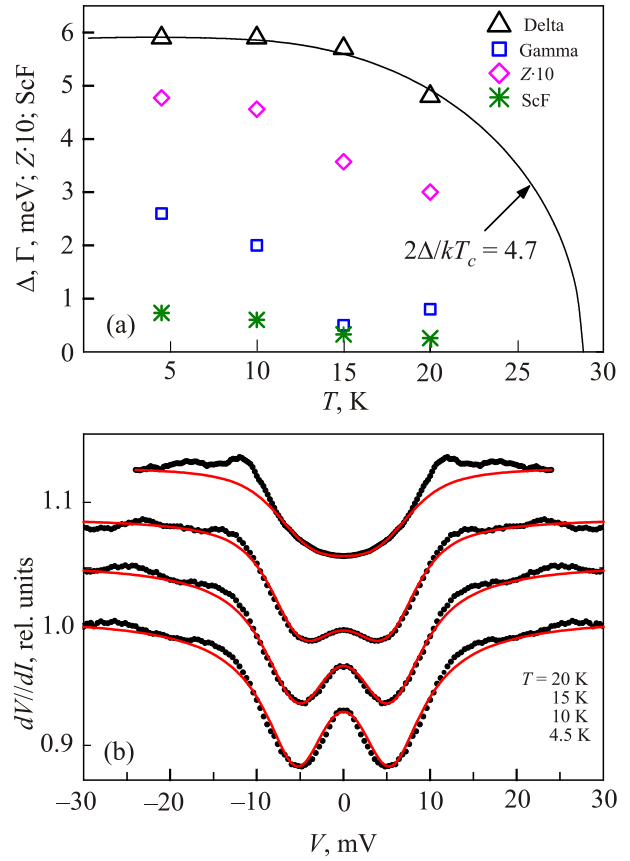 6
5
4
3
2
1
0
Δ, Γ, meV; Z·10; ScF
Delta
Gamma
Z·10
ScF
2Δ/kTc = 4.7
(a)
5 10 15 20 25 30
T, K
1.1
1.0
0.9
dV//dI, rel. units
T = 20 K
15 K
10 K
4.5 K
(b)
–30 –20 –10 0 10 20 30
V, mV